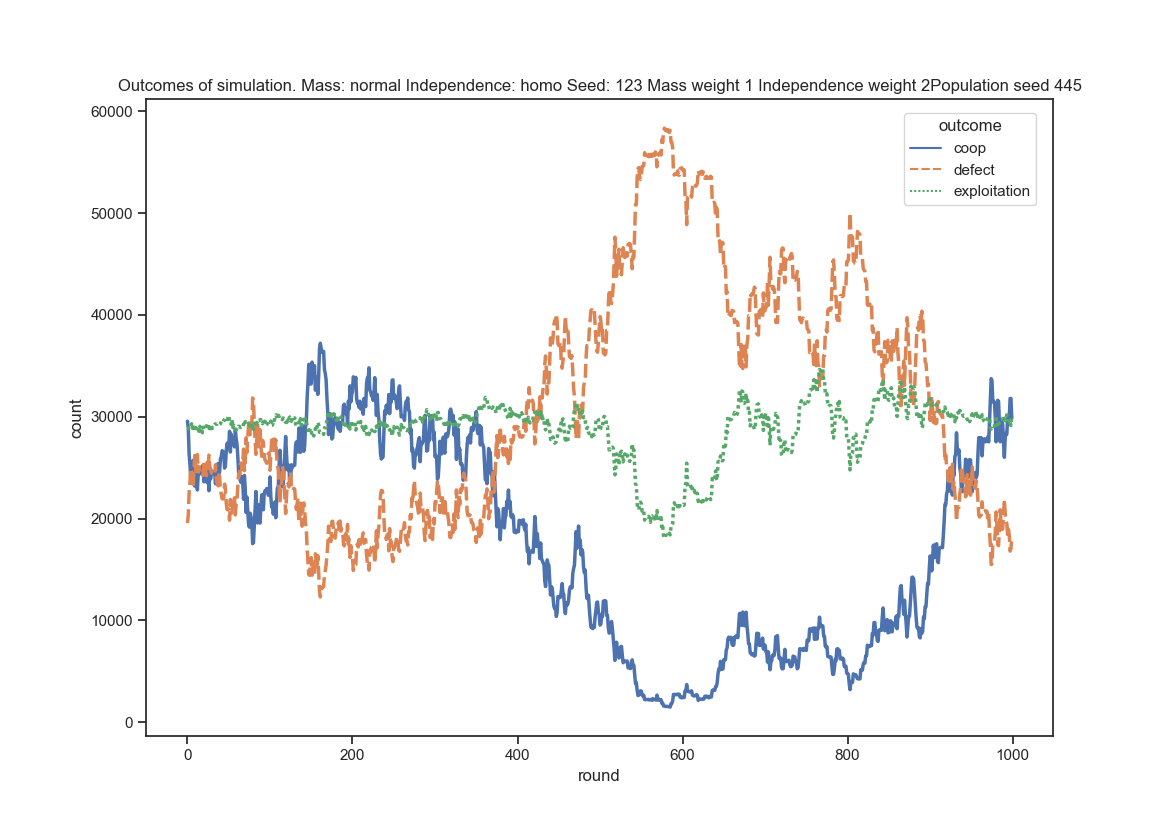 Outcomes of simulation. Mass: normal Independence: homo Seed: 123 Mass weight 1 Independence weight 2Population seed 445
60000
50000
40000
30000
20000
10000
0
count
outcome
coop
defect
exploitation
0 200 400 600 800 1000
round